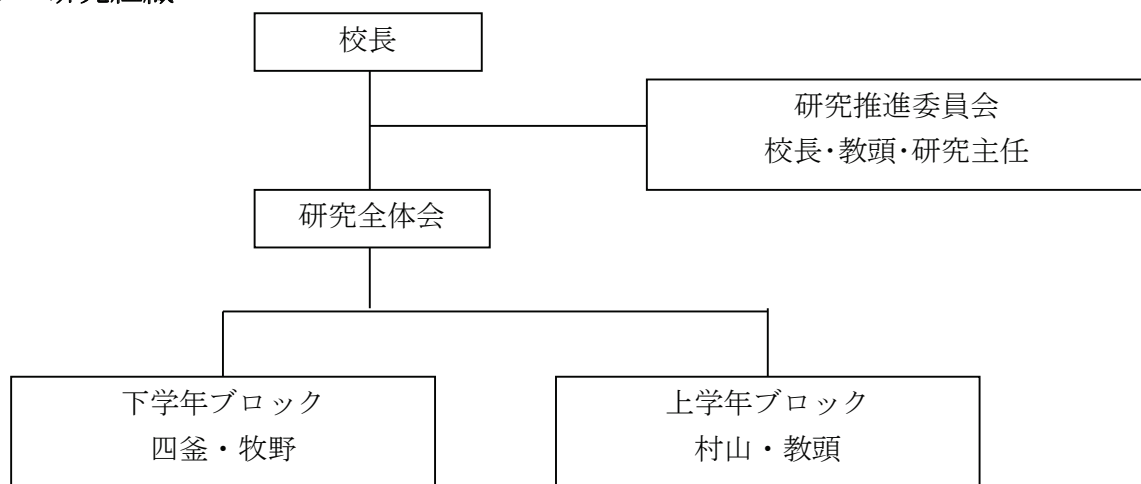 校長
研究推進委員会
校長・教頭・研究主任
研究全体会
下学年ブロック
四釜・牧野
上学年ブロック
村山・教頭